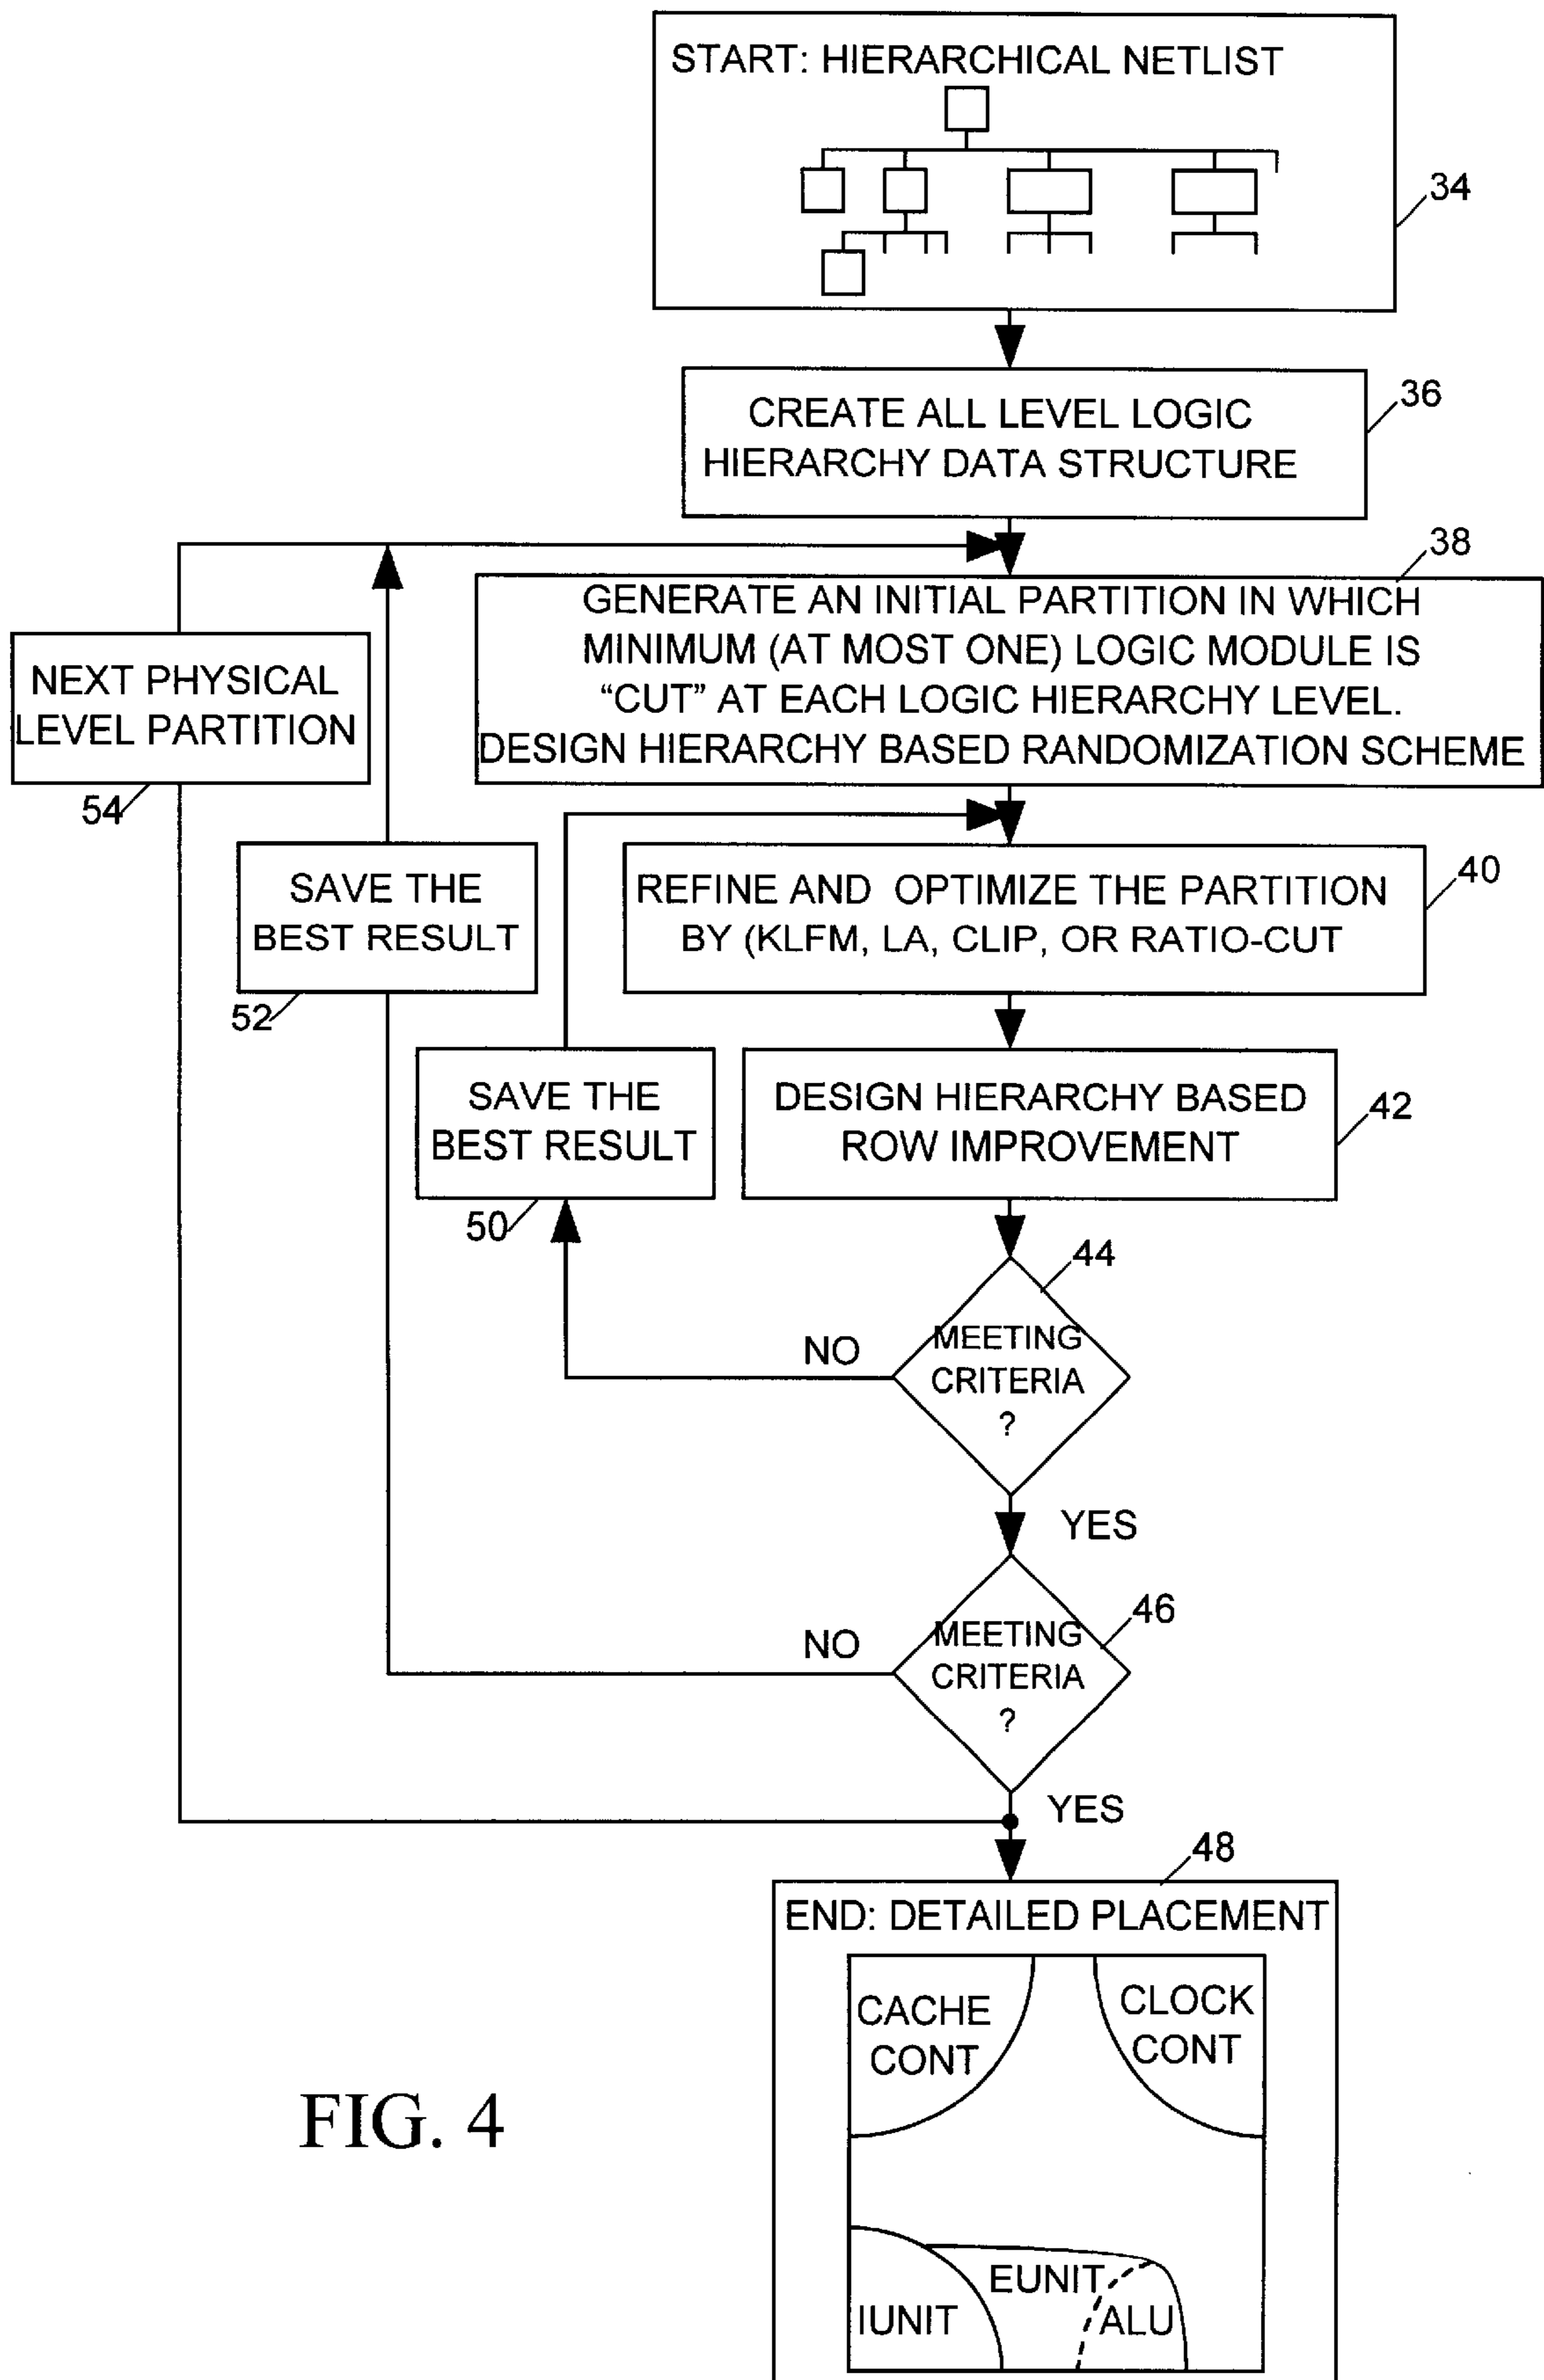 START: HIERARCHICAL NETLIST
34
CREATE ALL LEVEL LOGIC
HIERARCHY DATA STRUCTURE
36
38
GENERATE AN INITIAL PARTITION IN WHICH
MINIMUM (AT MOST ONE) LOGIC MODULE IS
“CUT” AT EACH LOGIC HIERARCHY LEVEL.
DESIGN HIERARCHY BASED RANDOMIZATION SCHEME
NEXT PHYSICAL
LEVEL PARTITION
54
SAVE THE
BEST RESULT
52
REFINE AND OPTIMIZE THE PARTITION
BY (KLFM, LA, CLIP, OR RATIO-CUT
40
SAVE THE
BEST RESULT
50
DESIGN HIERARCHY BASED
ROW IMPROVEMENT
42
44
MEETING
CRITERIA
?
NO
YES
46
MEETING
CRITERIA
?
NO
YES
48
END: DETAILED PLACEMENT
CACHE
CONT
CLOCK
CONT
EUNIT
IUNIT
ALU
FIG. 4